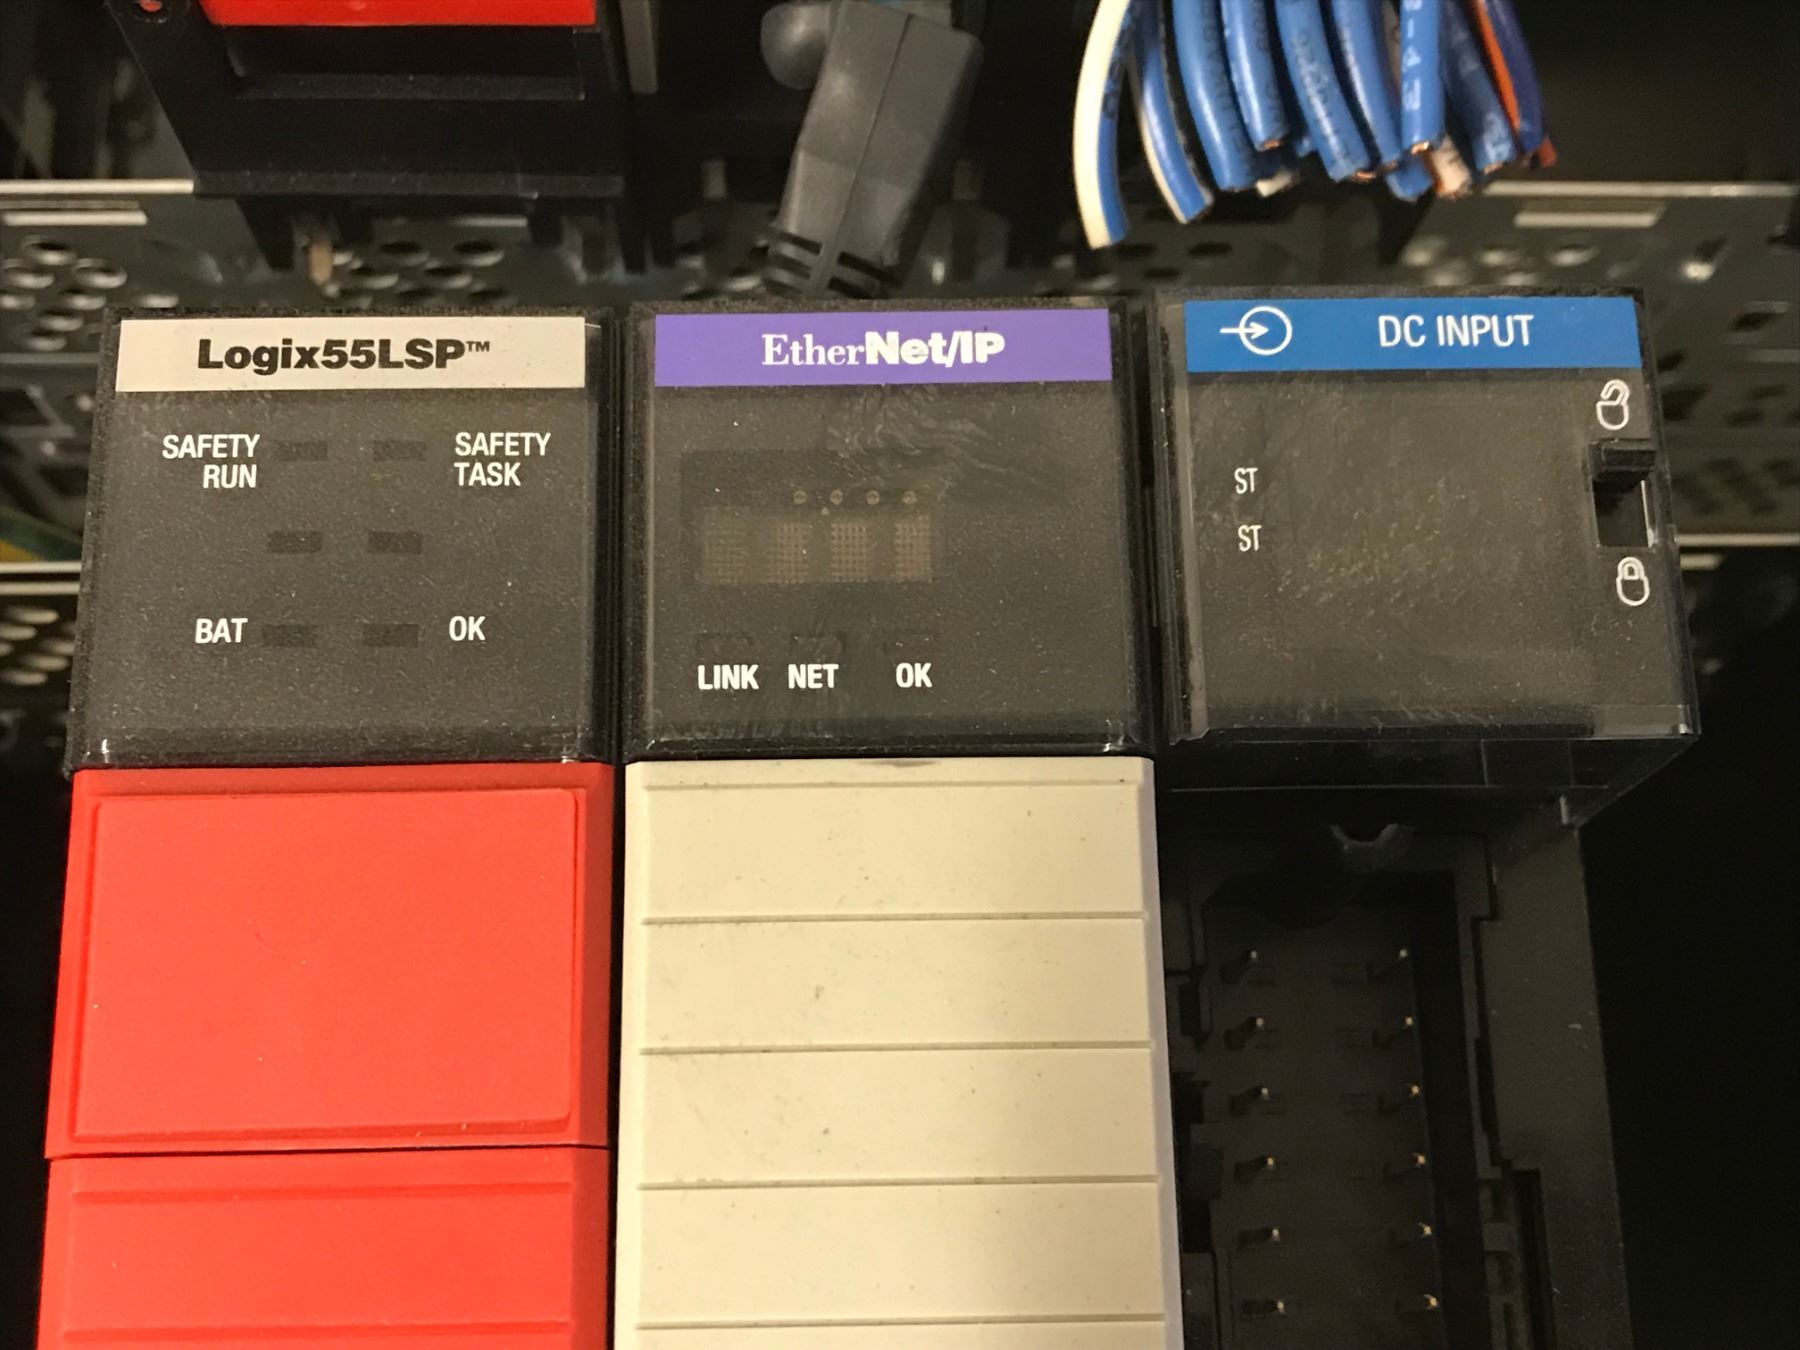 Logix55LSP™
SAFETY RUN
SAFETY TASK
BAT
OK
EtherNet/IP
LINK NET OK
DC INPUT
ST
ST